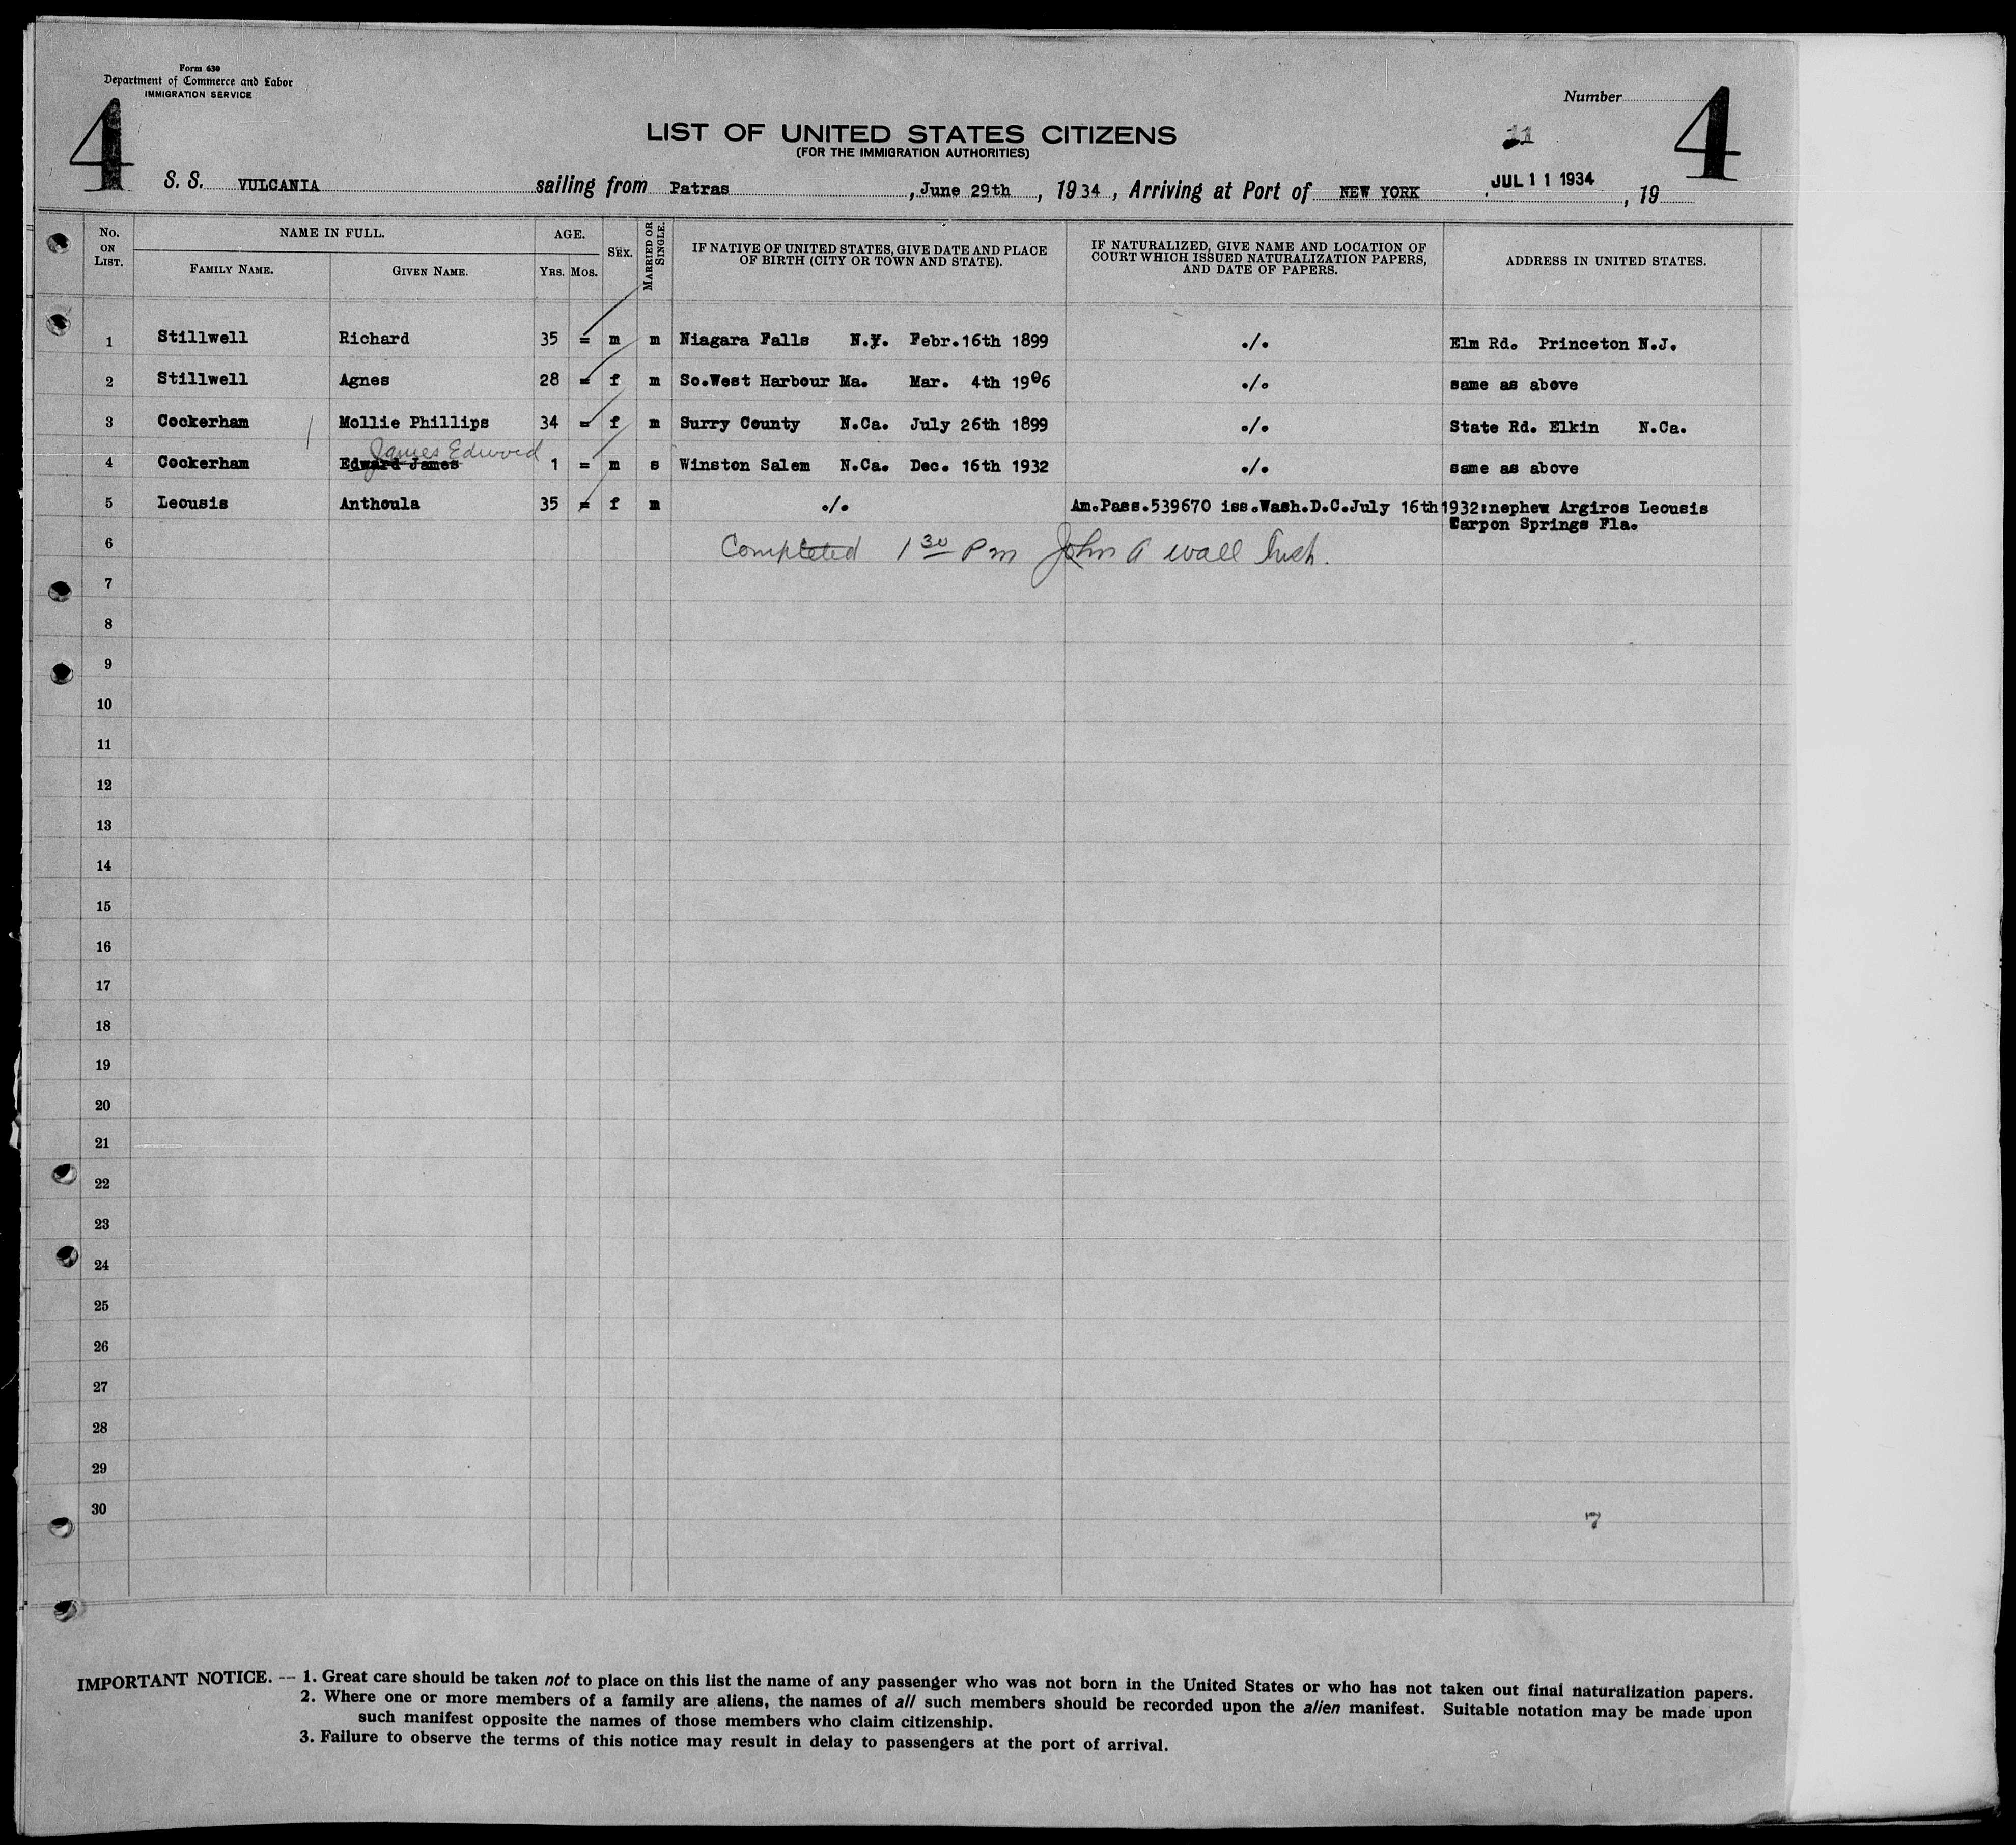 Form 630
Department of Commerce and Labor
IMMIGRATION SERVICE
4
Number
4
LIST OF UNITED STATES CITIZENS
(FOR THE IMMIGRATION AUTHORITIES)
S. S. VULCANIA sailing from Patras, June 29th, 1934, Arriving at Port of NEW YORK JUL 11 1934, 19
No. ON LIST. NAME IN FULL. FAMILY NAME. GIVEN NAME. AGE. YRS. MOS. SEX. MARRIED OR SINGLE. IF NATIVE OF UNITED STATES, GIVE DATE AND PLACE OF BIRTH (CITY OR TOWN AND STATE). IF NATURALIZED, GIVE NAME AND LOCATION OF COURT WHICH ISSUED NATURALIZATION PAPERS, AND DATE OF PAPERS. ADDRESS IN UNITED STATES.
1 Stillwell Richard 35 = m m Niagara Falls N.Y. Febr.16th 1899 ./. Elm Rd. Princeton N.J.
2 Stillwell Agnes 28 = f m So.West Harbour Ma. Mar. 4th 1906 ./. same as above
3 Cockerham Mollie Phillips 34 = f m Surry County N.Ca. July 26th 1899 ./. State Rd. Elkin N.Ca.
James Edward
4 Cockerham Edward James 1 = m s Winston Salem N.Ca. Dec. 16th 1932 ./. same as above
5 Leousis Anthoula 35 = f m ./. Am.Pass.539670 iss.Wash.D.C.July 16th 1932:nephew Argiros Leousis
Tarpon Springs Fla.
6 Completed 1 30 Pm John A Wall Insp.
7
8
9
10
11
12
13
14
15
16
17
18
19
20
21
22
23
24
25
26
27
28
29
30
7
IMPORTANT NOTICE. — 1. Great care should be taken not to place on this list the name of any passenger who was not born in the United States or who has not taken out final naturalization papers.
2. Where one or more members of a family are aliens, the names of all such members should be recorded upon the alien manifest. Suitable notation may be made upon
such manifest opposite the names of those members who claim citizenship.
3. Failure to observe the terms of this notice may result in delay to passengers at the port of arrival.